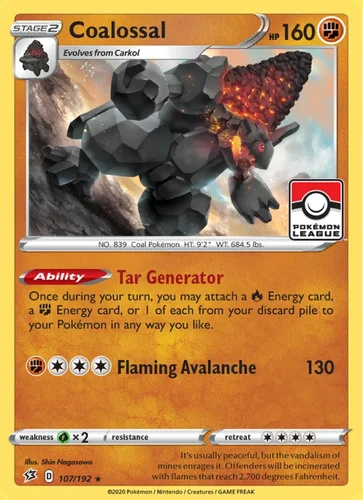 STAGE 2
Coalossal
HP 160
Evolves from Carkol
POKÉMON
LEAGUE
NO. 839 Coal Pokémon HT: 9'2" WT: 684.5 lbs.
Ability Tar Generator
Once during your turn, you may attach a Energy card,
a Energy card, or 1 of each from your discard pile to
your Pokémon in any way you like.
Flaming Avalanche 130
weakness ×2 resistance retreat
Illus. Shin Nagasawa
D 107/192 ★
It's usually peaceful, but the vandalism of
mines enrages it. Offenders will be incinerated
with flames that reach 2,700 degrees Fahrenheit.
©2020 Pokémon / Nintendo / Creatures / GAME FREAK